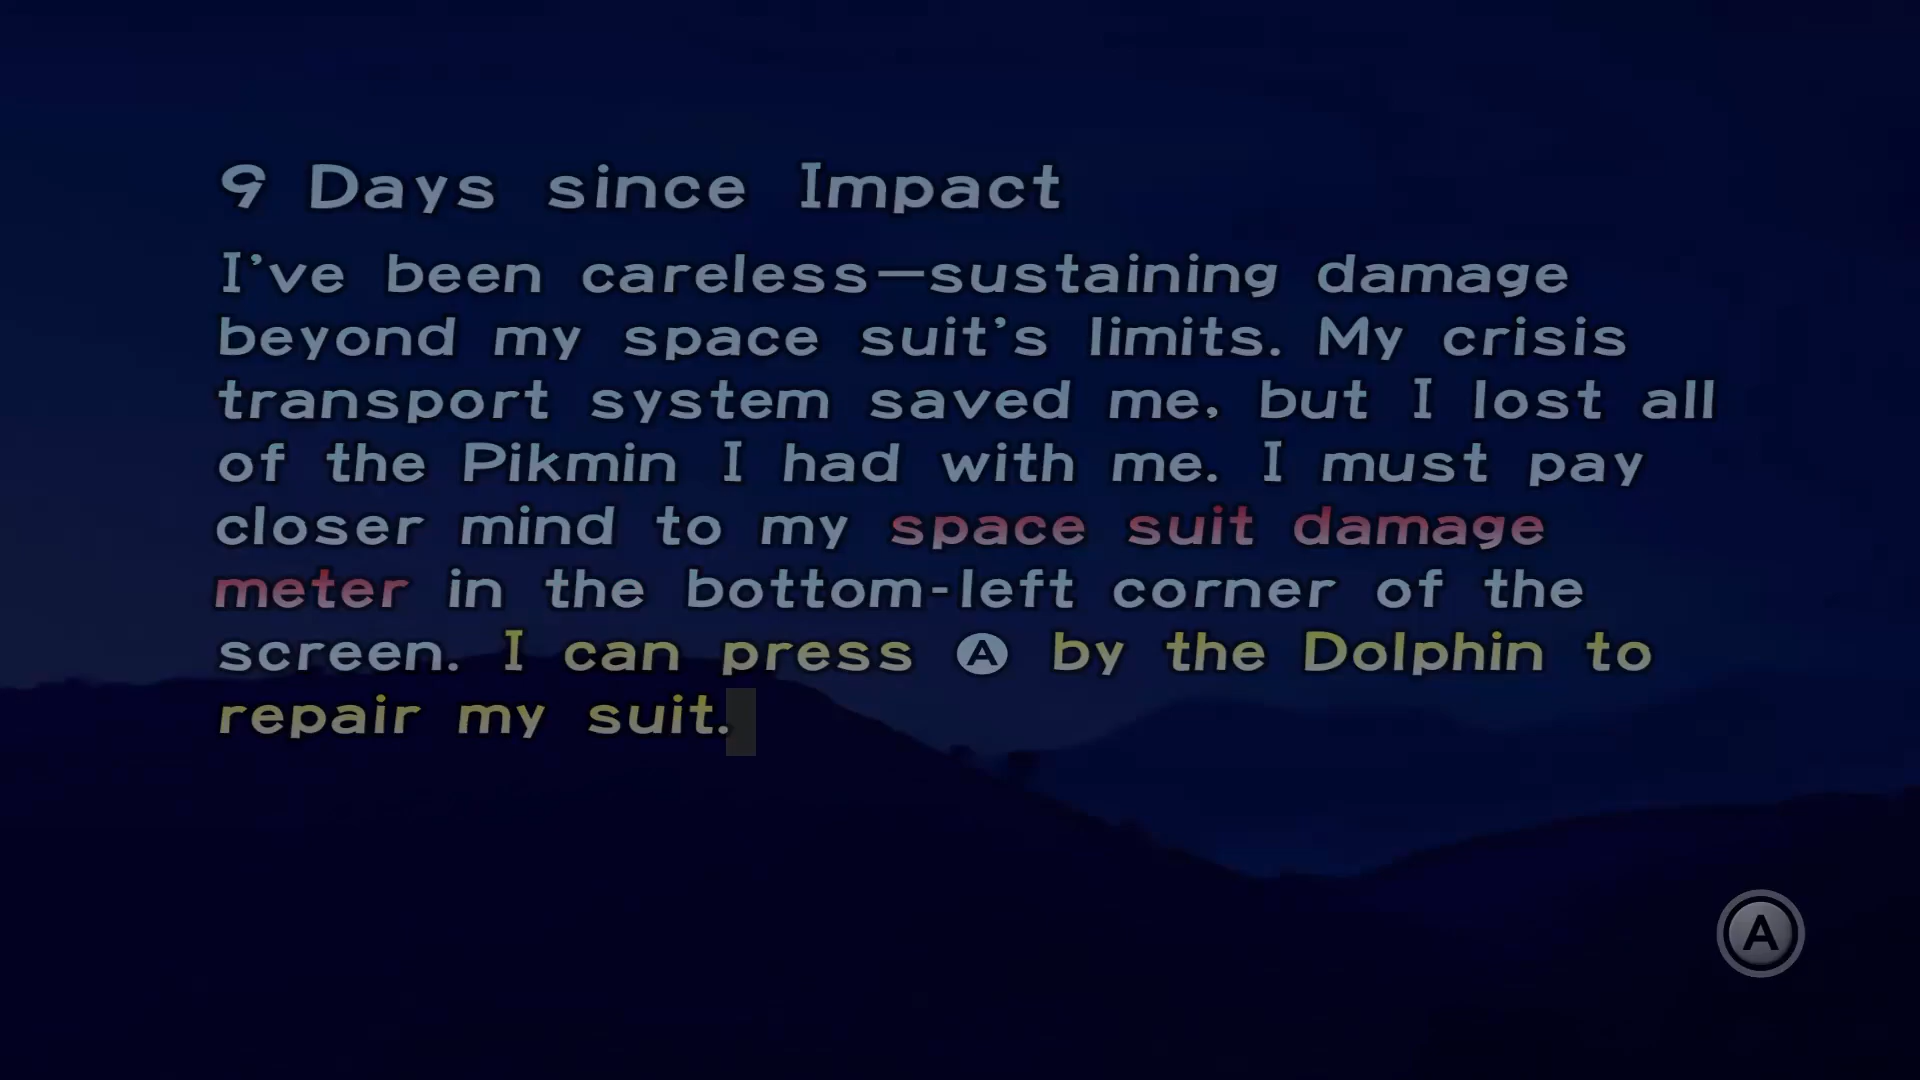 9 Days since Impact
I've been careless—sustaining damage
beyond my space suit's limits. My crisis
transport system saved me, but I lost all
of the Pikmin I had with me. I must pay
closer mind to my space suit damage
meter in the bottom-left corner of the
screen. I can press A by the Dolphin to
repair my suit.
A